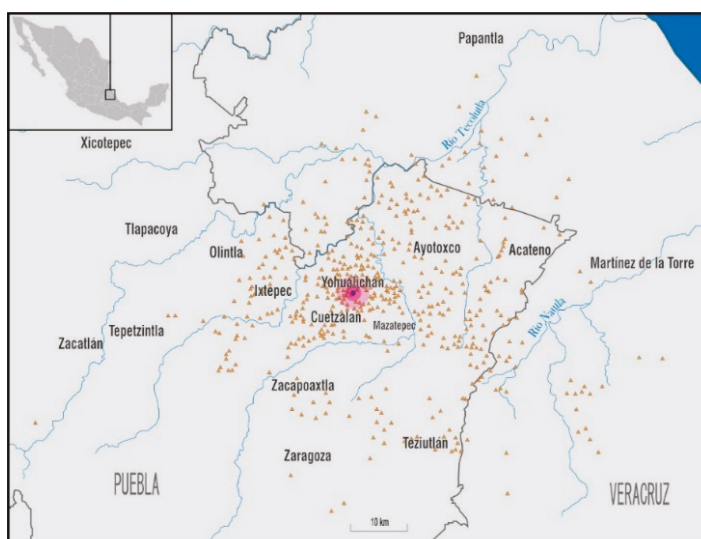 Papantla
Río Tecolutla
Xicotepec
Tlapacoya
Olintla
Ayotoxco
Acateno
Martínez de la Torre
Ixtepec
Yohualichan
Cuetzalan
Mazatepec
Río Nautla
Tepetzintla
Zacatlán
Zacapoaxtla
Zaragoza
Teziutlán
PUEBLA
VERACRUZ
10 km